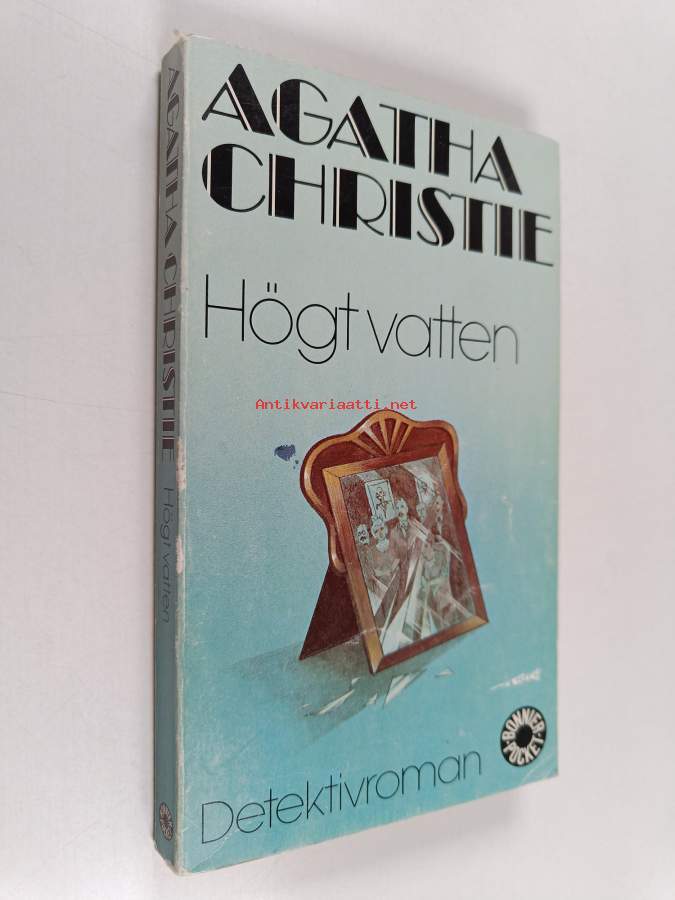 AGATHA
CHRISTIE
Högt vatten
Antikvariaatti.net
BONNIER
POCKET
Detektivroman
AGATHA CHRISTIE Högt vatten